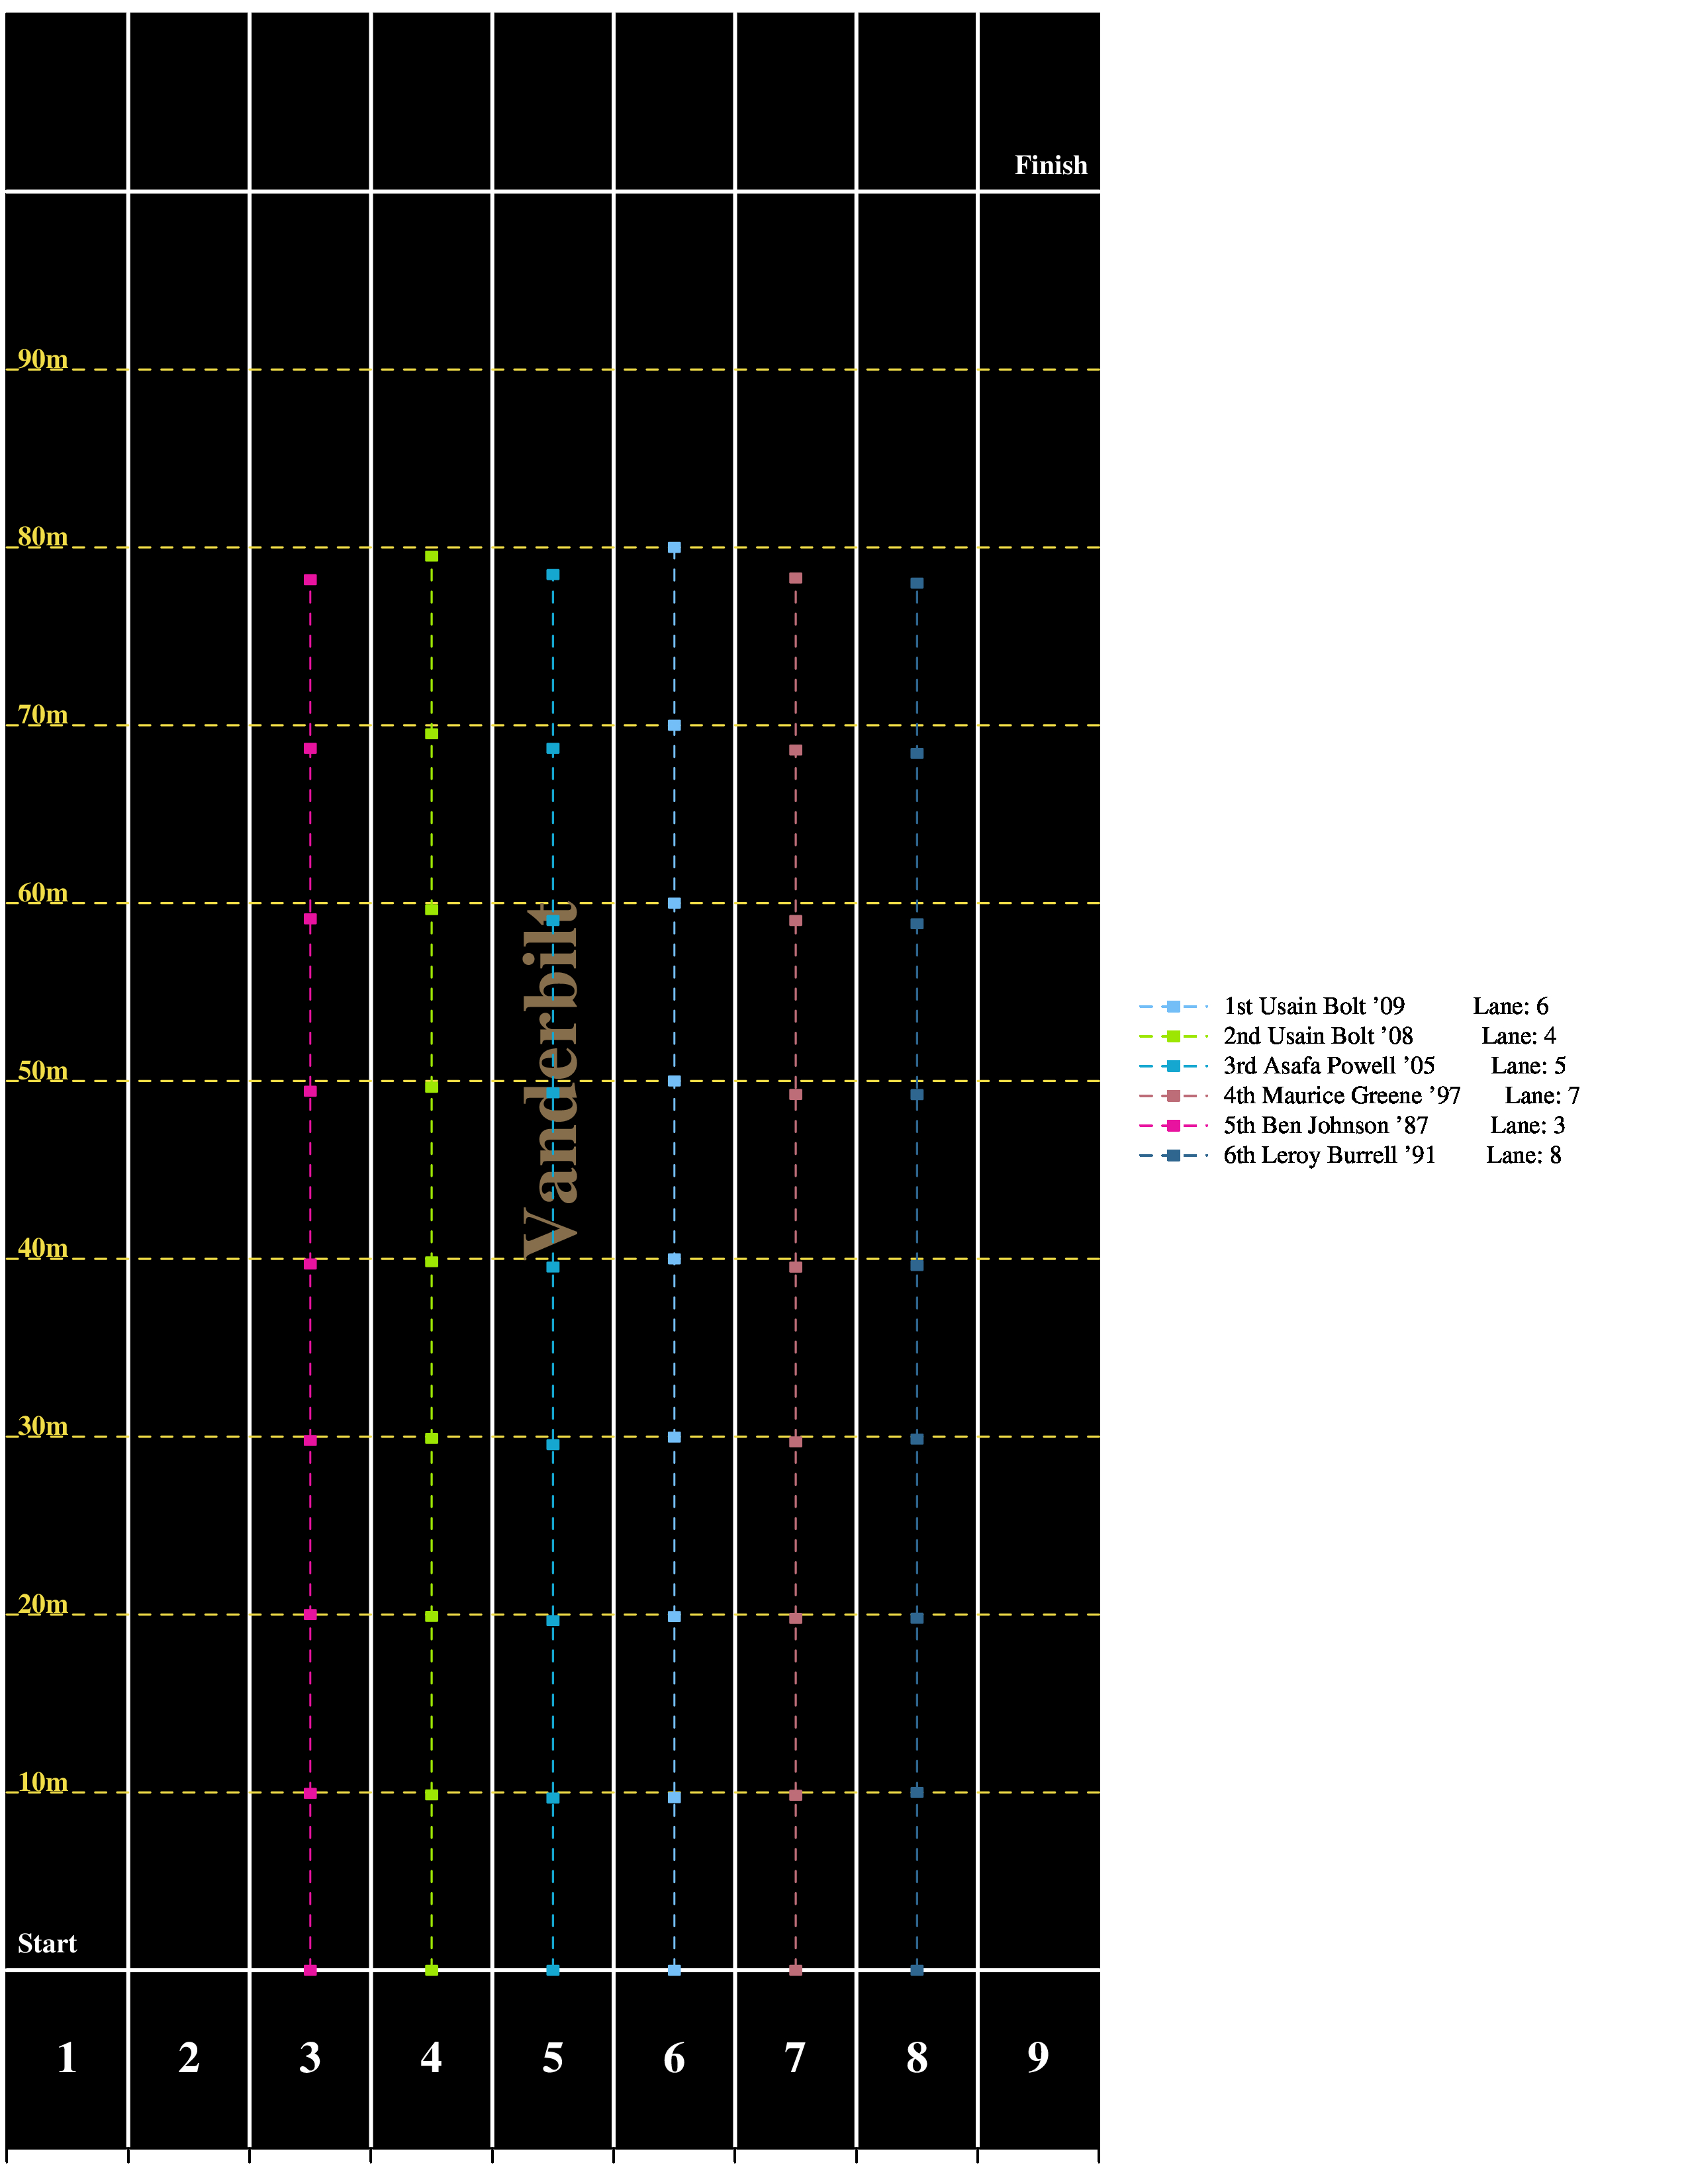 Finish
90m
80m
70m
60m
50m
40m
30m
20m
10m
Start
Vanderbilt
1 2 3 4 5 6 7 8 9
1st Usain Bolt ’09 Lane: 6
2nd Usain Bolt ’08 Lane: 4
3rd Asafa Powell ’05 Lane: 5
4th Maurice Greene ’97 Lane: 7
5th Ben Johnson ’87 Lane: 3
6th Leroy Burrell ’91 Lane: 8